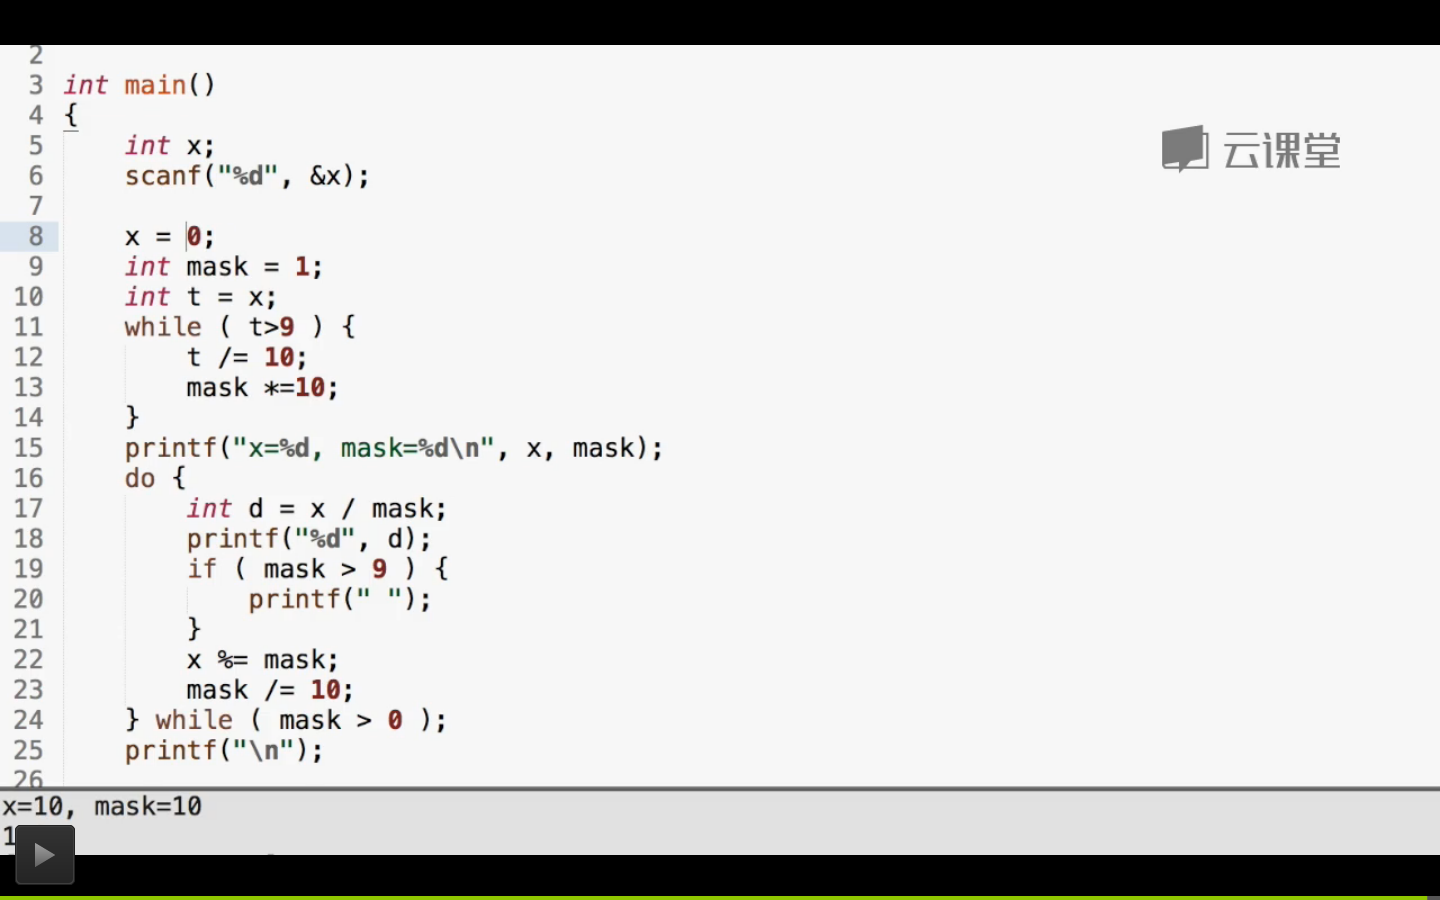 2
3 int main()
4 {
5 int x;
6 scanf("%d", &x);
7
8 x = 0;
9 int mask = 1;
10 int t = x;
11 while ( t>9 ) {
12 t /= 10;
13 mask *=10;
14 }
15 printf("x=%d, mask=%d\n", x, mask);
16 do {
17 int d = x / mask;
18 printf("%d", d);
19 if ( mask > 9 ) {
20 printf(" ");
21 }
22 x %= mask;
23 mask /= 10;
24 } while ( mask > 0 );
25 printf("\n");
26
云课堂
x=10, mask=10
1